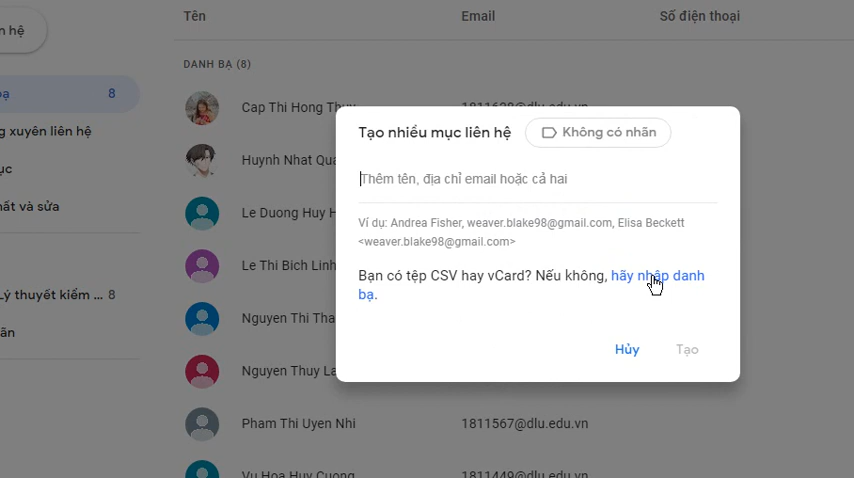 Tên Email Số điện thoại
n hệ
DANH BẠ (8)
bạ 8
Cap Thi Hong Thuy 1811628@dlu.edu.vn
Tạo nhiều mục liên hệ Không có nhãn
g xuyên liên hệ
Huynh Nhat Qua
ục
Thêm tên, địa chỉ email hoặc cả hai
hất và sửa
Le Duong Huy H
Ví dụ: Andrea Fisher, weaver.blake98@gmail.com, Elisa Beckett
<weaver.blake98@gmail.com>
Le Thi Bich Linh
Bạn có tệp CSV hay vCard? Nếu không, hãy nhập danh
bạ.
Lý thuyết kiếm ... 8
Nguyen Thi Tha
ãn
Hủy Tạo
Nguyen Thuy La
Pham Thi Uyen Nhi 1811567@dlu.edu.vn
Vu Hoa Huy Cuong 1811449@dlu.edu.vn